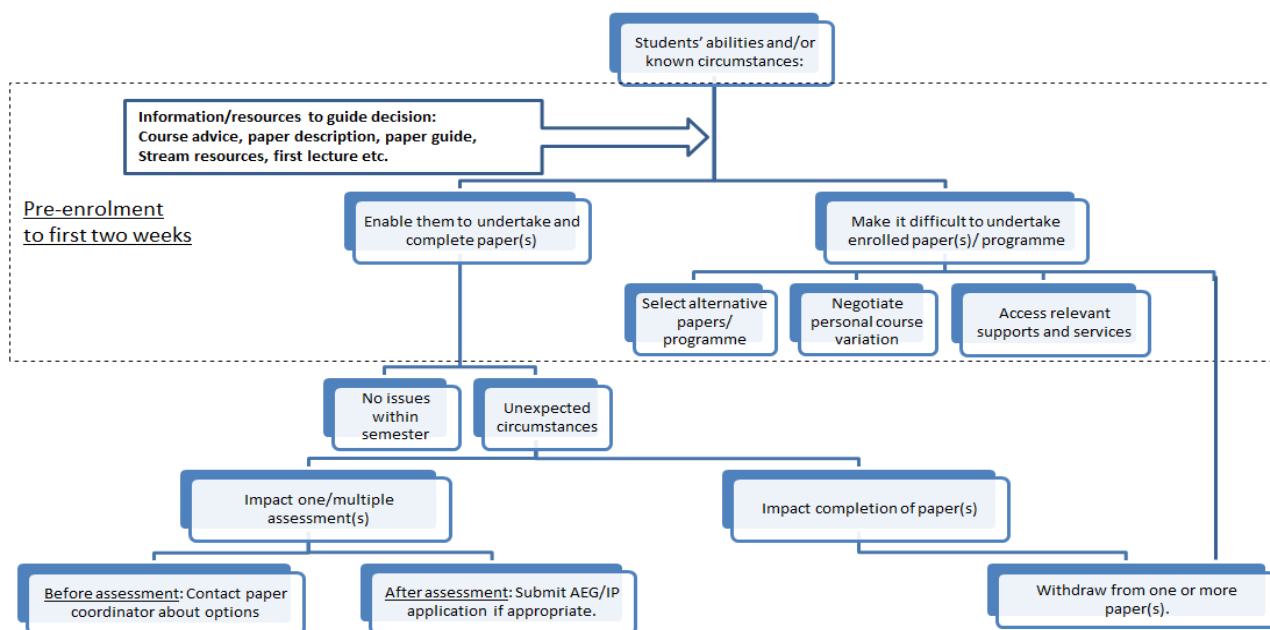 Students' abilities and/or
known circumstances:
Information/resources to guide decision:
Course advice, paper description, paper guide,
Stream resources, first lecture etc.
Pre-enrolment
to first two weeks
Enable them to undertake and
complete paper(s)
Make it difficult to undertake
enrolled paper(s)/ programme
Select alternative
papers/
programme
Negotiate
personal course
variation
Access relevant
supports and services
No issues
within
semester
Unexpected
circumstances
Impact one/multiple
assessment(s)
Impact completion of paper(s)
Before assessment: Contact paper
coordinator about options
After assessment: Submit AEG/IP
application if appropriate.
Withdraw from one or more
paper(s).